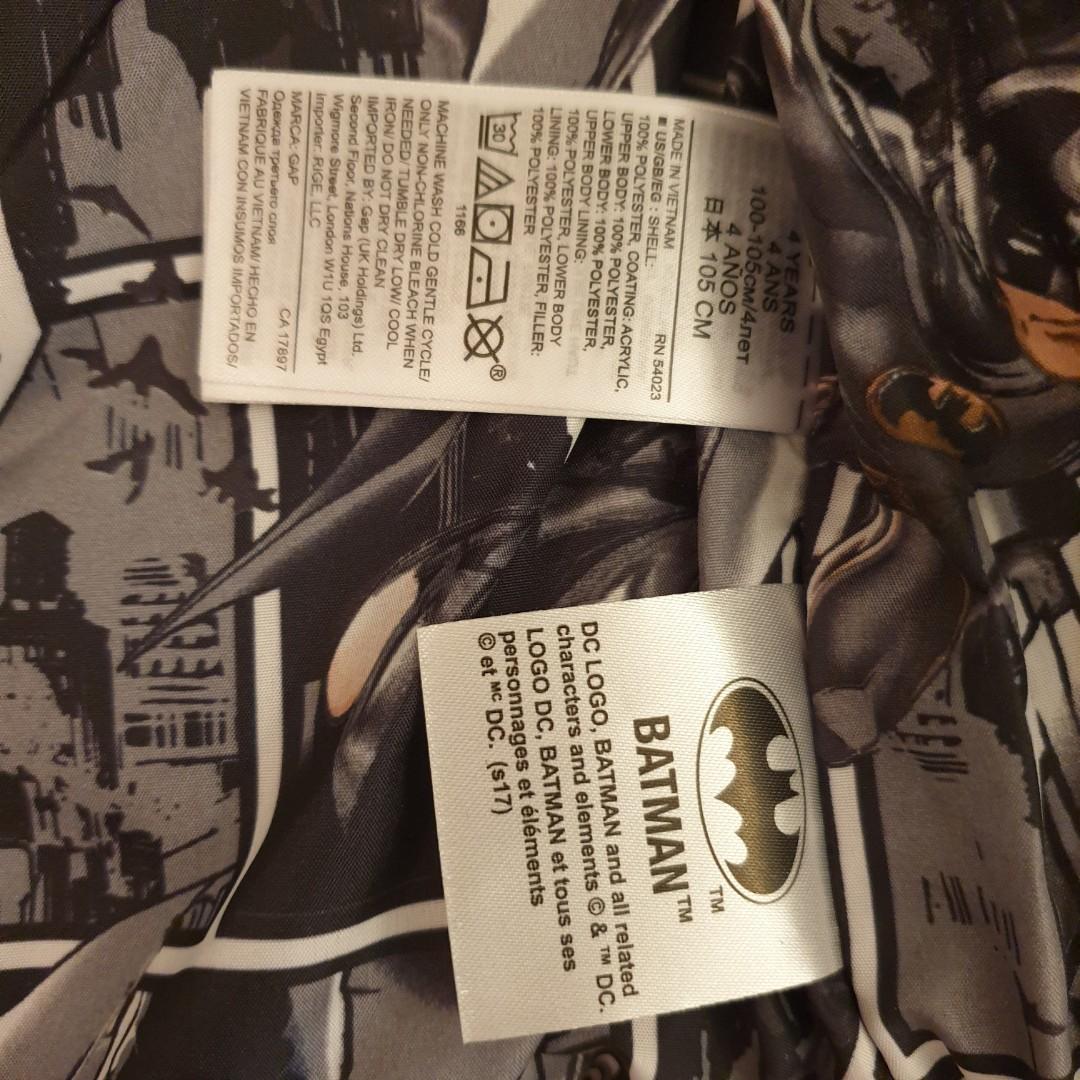 4 YEARS
4 ANS
100-105CM/4лет
4 AÑOS
日本 105 CM
RN 54023
MADE IN VIETNAM
■ US/GB/EG : SHELL:
100% POLYESTER, COATING: ACRYLIC,
UPPER BODY: 100% POLYESTER,
LOWER BODY: 100% POLYESTER,
UPPER BODY LINING:
100% POLYESTER, LOWER BODY
LINING: 100% POLYESTER, FILLER:
100% POLYESTER
30
®
1166
MACHINE WASH COLD GENTLE CYCLE/
ONLY NON-CHLORINE BLEACH WHEN
NEEDED/ TUMBLE DRY LOW/ COOL
IRON/ DO NOT DRY CLEAN
IMPORTED BY: Gap (UK Holdings) Ltd.
Second Floor, Nations House, 103
Wigmore Street, London W1U 1QS Egypt
Importer: RIGE, LLC
CA 17897
MARCA: GAP
Одежда третьего слоя
FABRIQUÉ AU VIETNAM/ HECHO EN
VIETNAM CON INSUMOS IMPORTADOS/
TM
BATMAN™
DC LOGO, BATMAN and all related
characters and elements © & ™ DC.
LOGO DC, BATMAN et tous ses
personnages et éléments
© et MC DC. (s17)